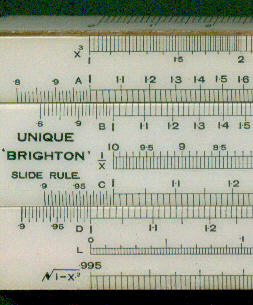 X³ 1 1·5 2
·8 ·9 A 1 1·1 1·2 1·3 1·4 1·5 1·6
·8 ·9 B 1 1·1 1·2 1·3 1·4 1·5
UNIQUE
'BRIGHTON'
SLIDE RULE.
1/X 10 9·5 9 8·5
·9 ·95 C 1 1·1 1·2
·9 ·95 D 1 1·1 1·2
L 0 ·1
√1-X² ·995